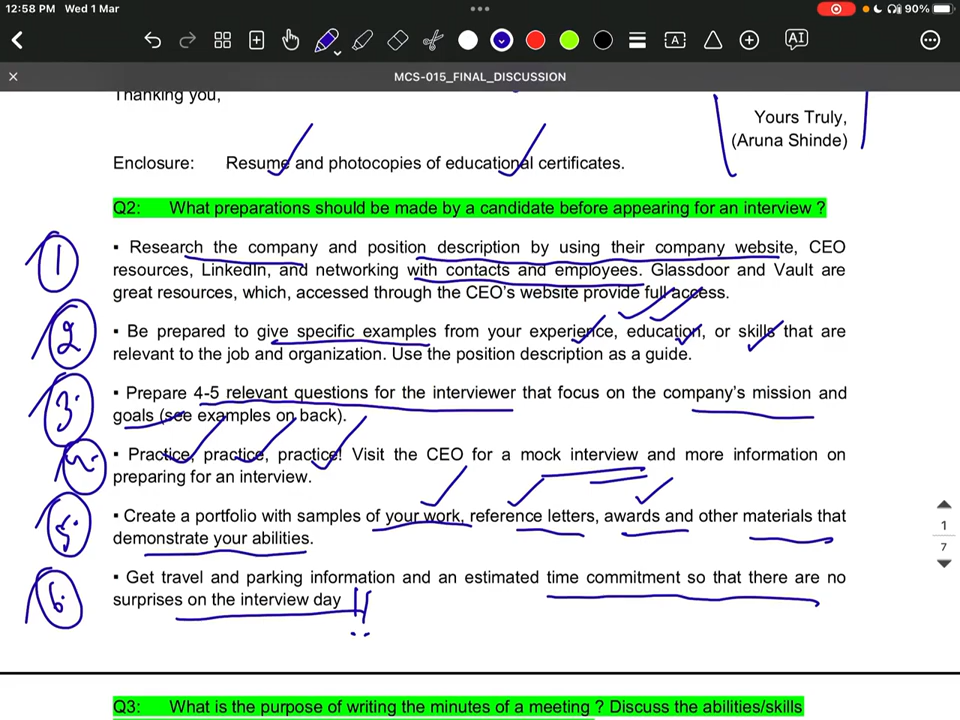 12:58 PM Wed 1 Mar
90%
MCS-015_FINAL_DISCUSSION
Thanking you,
Yours Truly,
(Aruna Shinde)
Enclosure: Resume and photocopies of educational certificates.
Q2: What preparations should be made by a candidate before appearing for an interview ?
1
▪ Research the company and position description by using their company website, CEO
resources, LinkedIn, and networking with contacts and employees. Glassdoor and Vault are
great resources, which, accessed through the CEO's website provide full access.
2
▪ Be prepared to give specific examples from your experience, education, or skills that are
relevant to the job and organization. Use the position description as a guide.
3.
▪ Prepare 4-5 relevant questions for the interviewer that focus on the company's mission and
goals (see examples on back).
4.
▪ Practice, practice, practice! Visit the CEO for a mock interview and more information on
preparing for an interview.
5.
▪ Create a portfolio with samples of your work, reference letters, awards and other materials that
demonstrate your abilities.
6.
▪ Get travel and parking information and an estimated time commitment so that there are no
surprises on the interview day !!
1
7
Q3: What is the purpose of writing the minutes of a meeting ? Discuss the abilities/skills